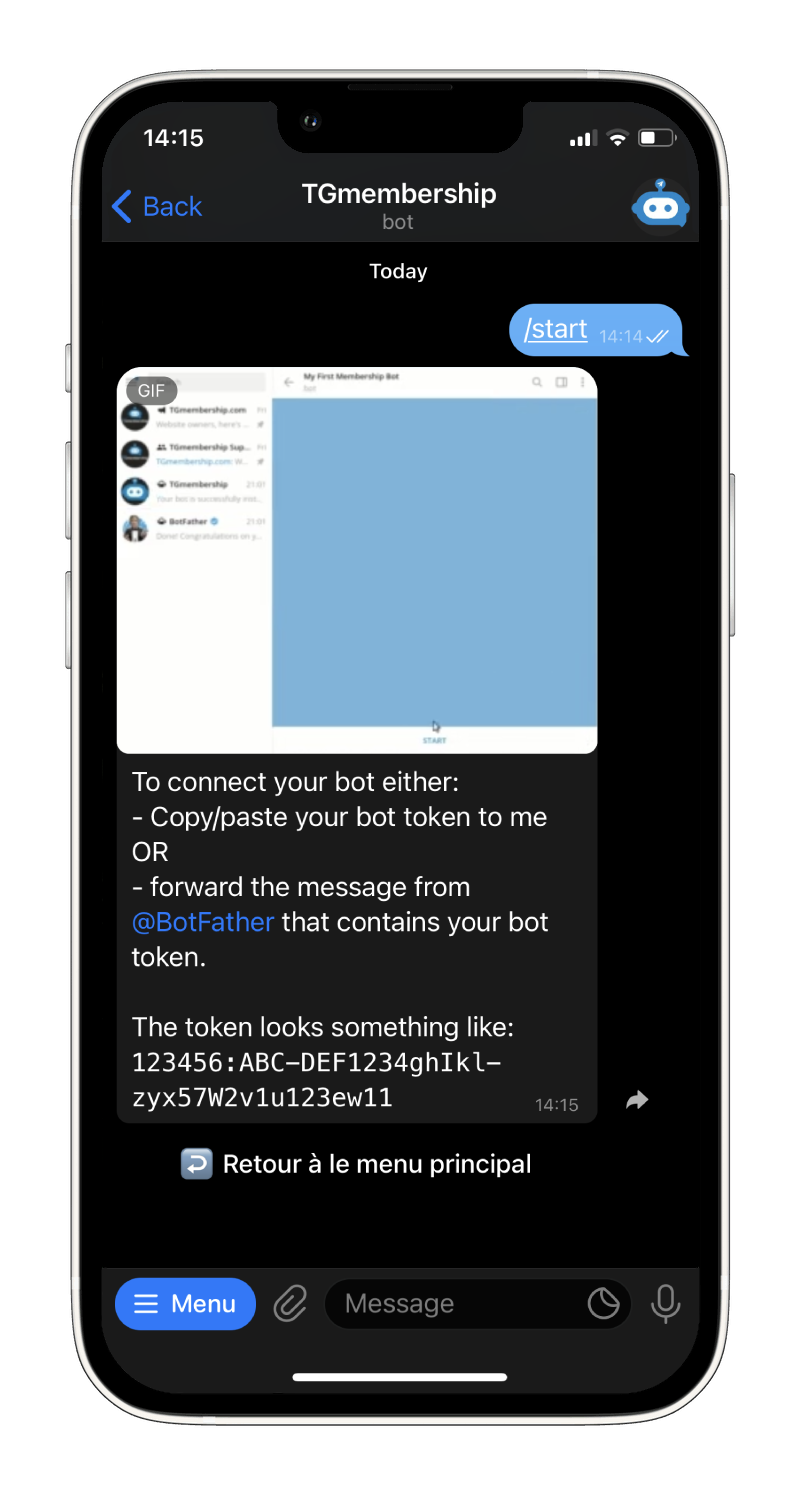 14:15
Back
TGmembership
bot
Today
/start 14:14
GIF
My First Membership Bot
bot
TGmembership.com Fri
Website owners, here's ...
TGmembership Sup... Fri
TGmembership.com: W...
TGmembership 21:01
Your bot is successfully inst...
BotFather 21:01
Done! Congratulations on y...
START
To connect your bot either:
- Copy/paste your bot token to me
OR
- forward the message from
@BotFather that contains your bot
token.
The token looks something like:
123456:ABC-DEF1234ghIkl-
zyx57W2v1u123ew11
14:15
Retour à le menu principal
Menu
Message